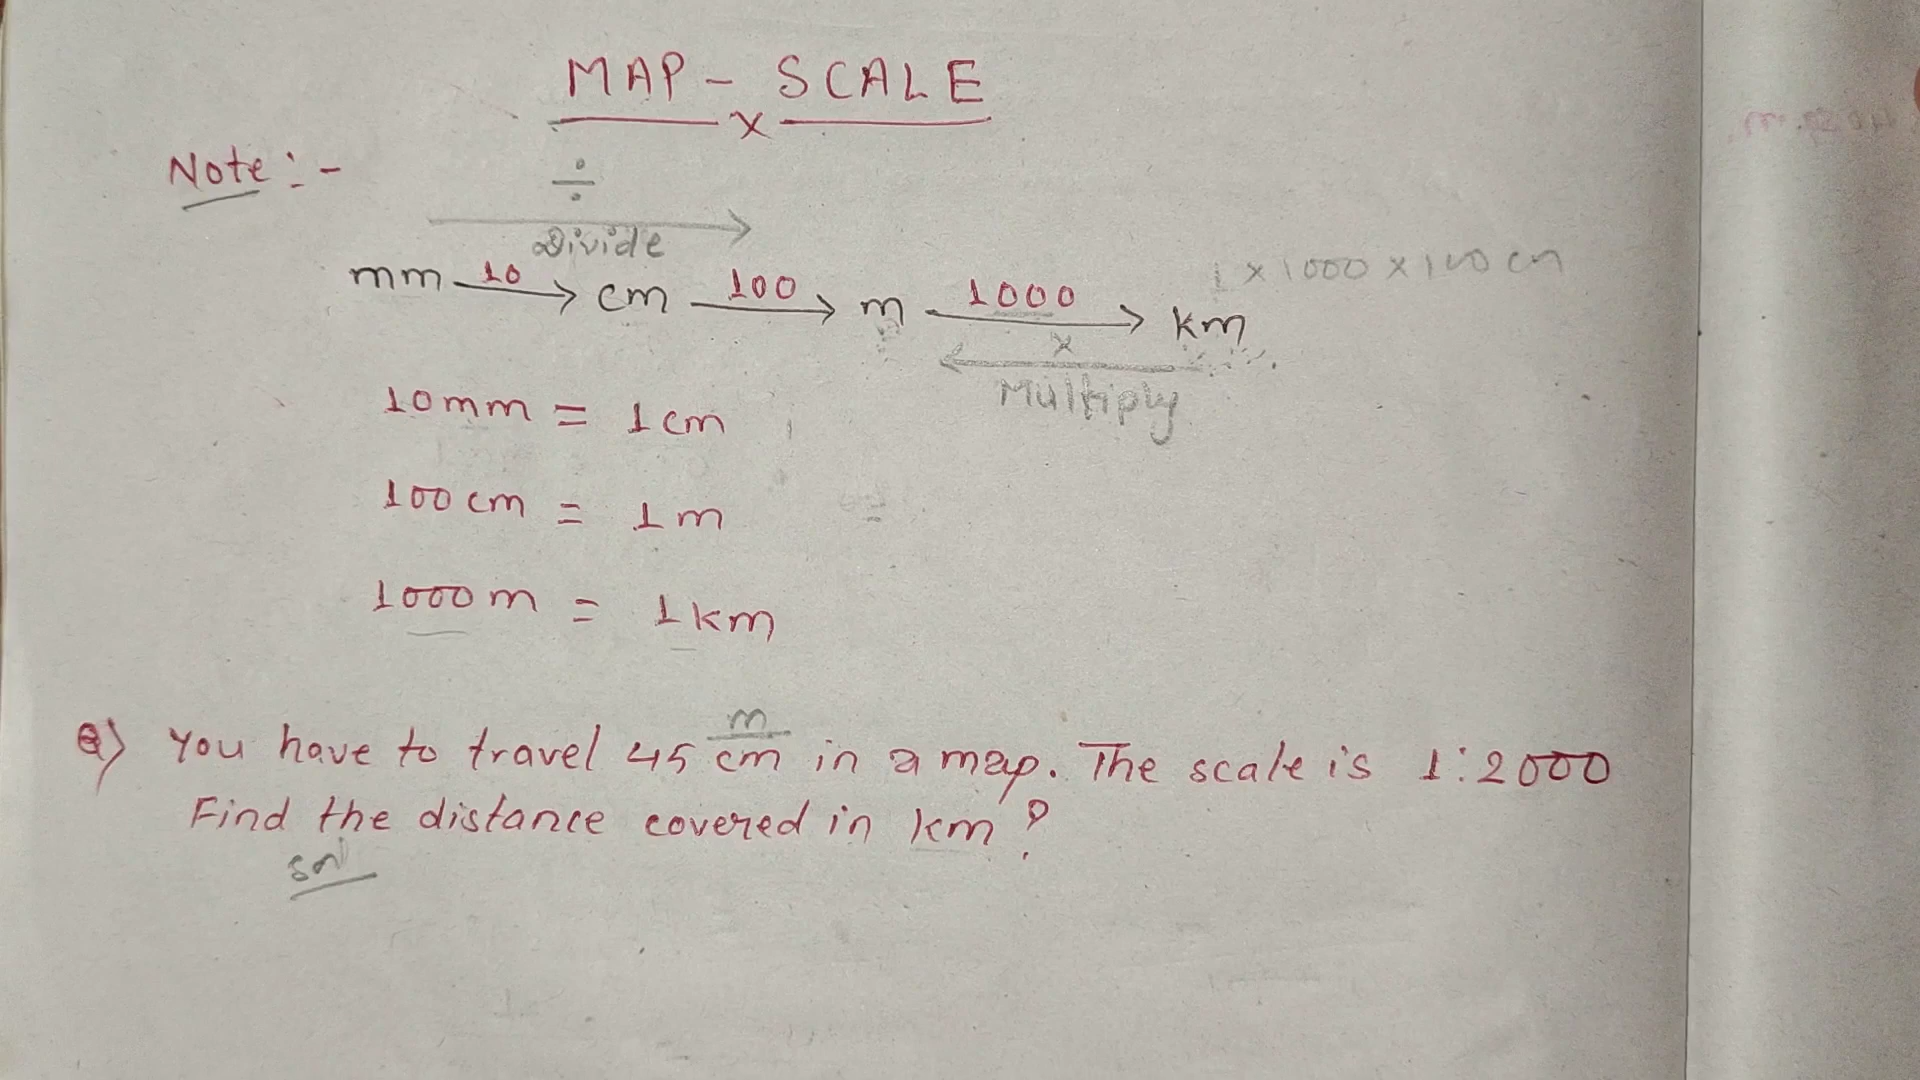 MAP - SCALE
x
Note :-
÷
Divide
mm 10 cm 100 m 1000 km
1 x 1000 x 100 cm
x
Multiply
10mm = 1cm
100 cm = 1m
1000m = 1km
m
Q) You have to travel 45 cm in a map. The scale is 1:2000
Find the distance covered in km?